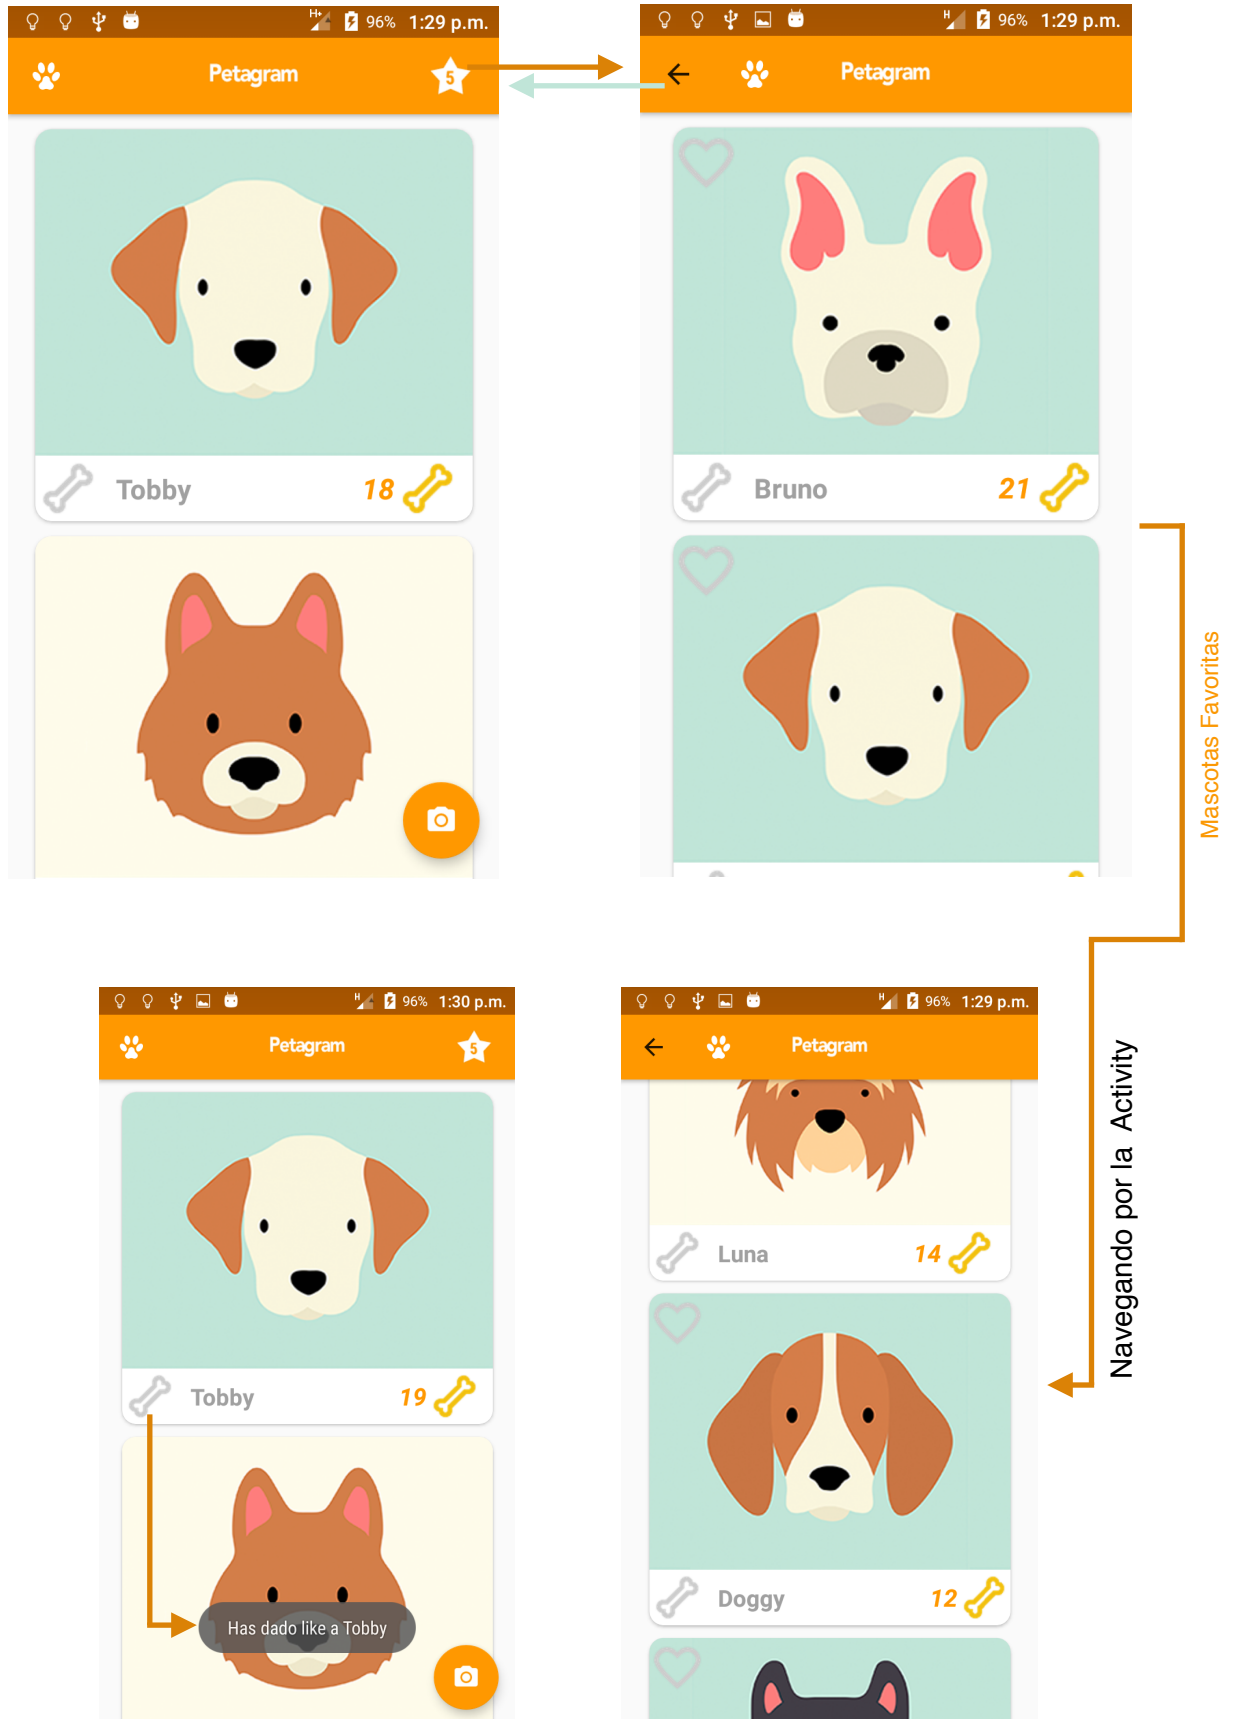 H+ 96% 1:29 p.m.
Petagram
5
Tobby 18
H 96% 1:29 p.m.
Petagram
Bruno 21
Mascotas Favoritas
H 96% 1:30 p.m.
Petagram
5
Tobby 19
Has dado like a Tobby
H 96% 1:29 p.m.
Petagram
Luna 14
Doggy 12
Navegando por la Activity